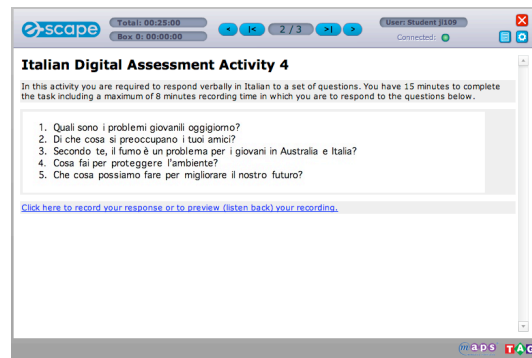 e-scape
Total: 00:25:00
Box 0: 00:00:00
2 / 3
User: Student jl109
Connected:
Italian Digital Assessment Activity 4
In this activity you are required to respond verbally in Italian to a set of questions. You have 15 minutes to complete
the task including a maximum of 8 minutes recording time in which you are to respond to the questions below.
1. Quali sono i problemi giovanili oggigiorno?
2. Di che cosa si preoccupano i tuoi amici?
3. Secondo te, il fumo è un problema per i giovani in Australia e Italia?
4. Cosa fai per proteggere l'ambiente?
5. Che cosa possiamo fare per migliorare il nostro futuro?
Click here to record your response or to preview (listen back) your recording.
maps TAG